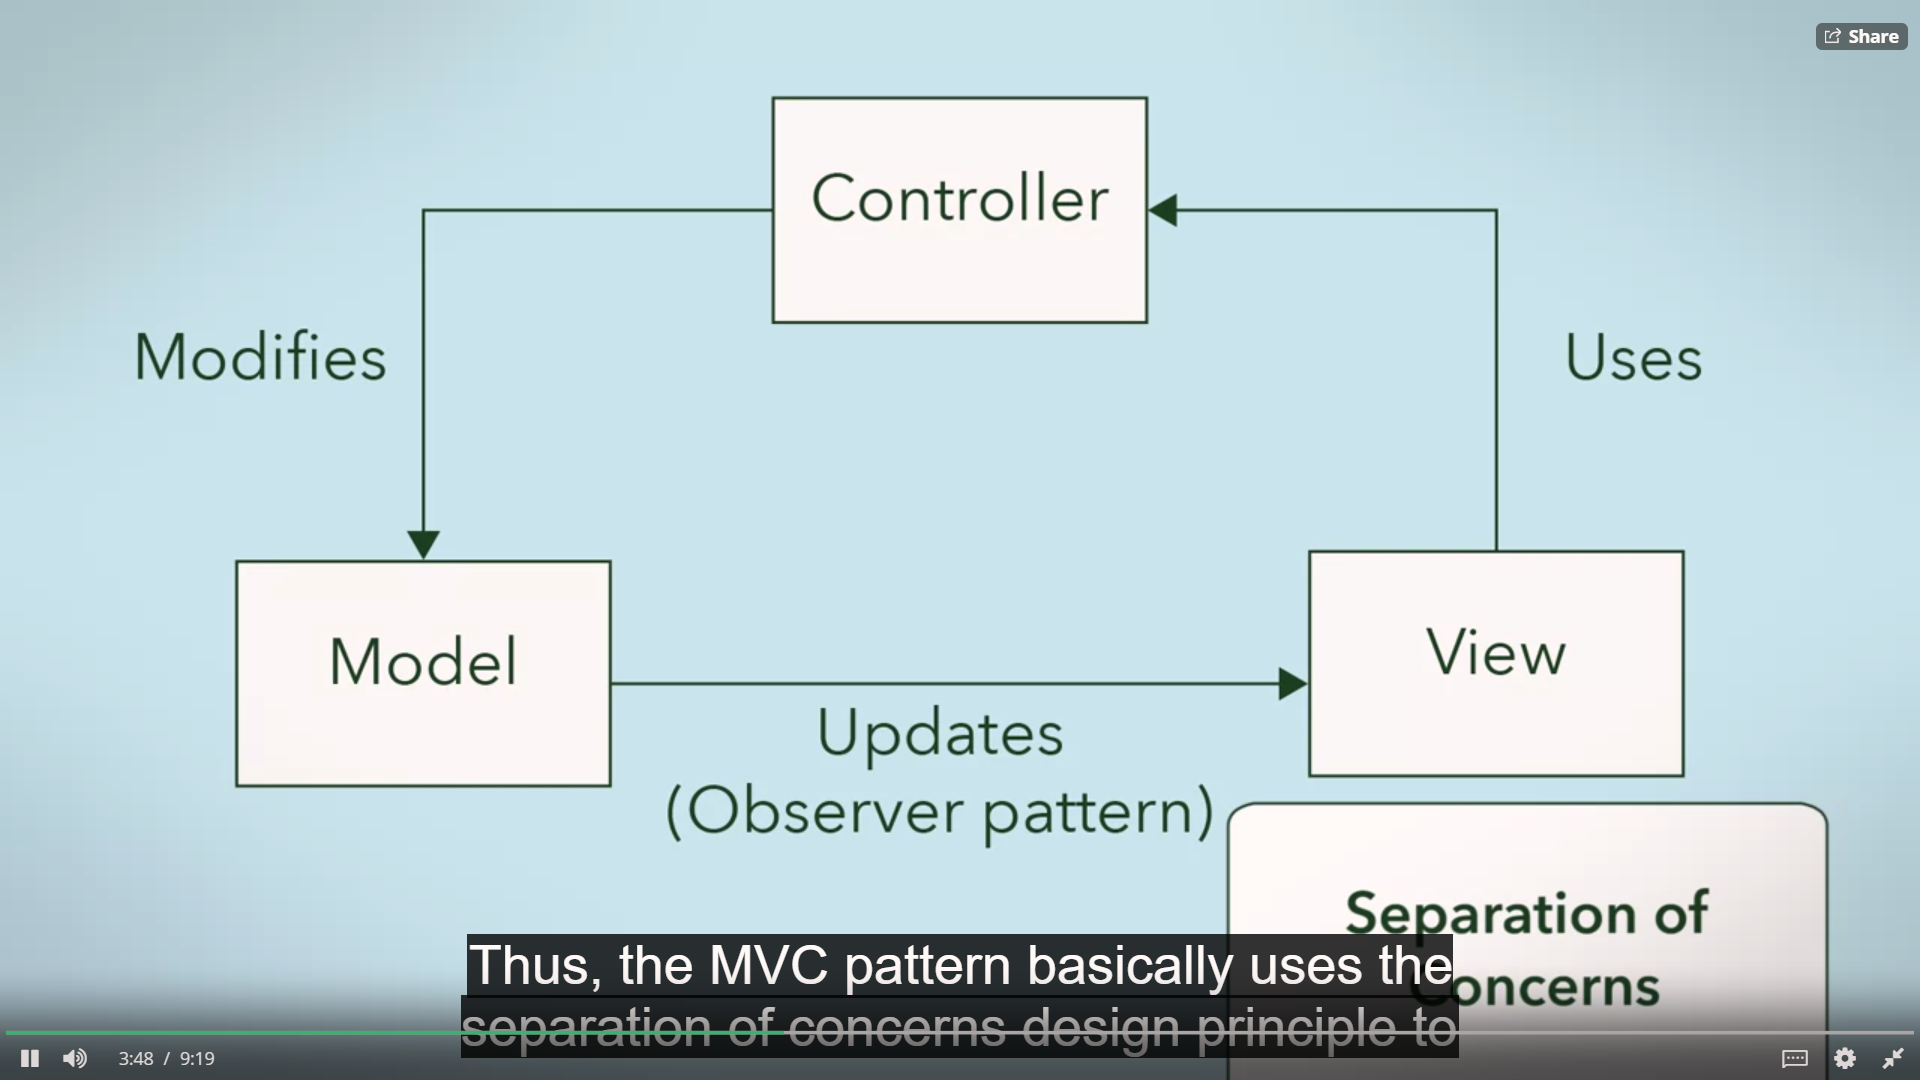 Share
Controller
Modifies
Uses
Model
View
Updates
(Observer pattern)
Separation of
Concerns
Thus, the MVC pattern basically uses the
separation of concerns design principle to
3:48 / 9:19